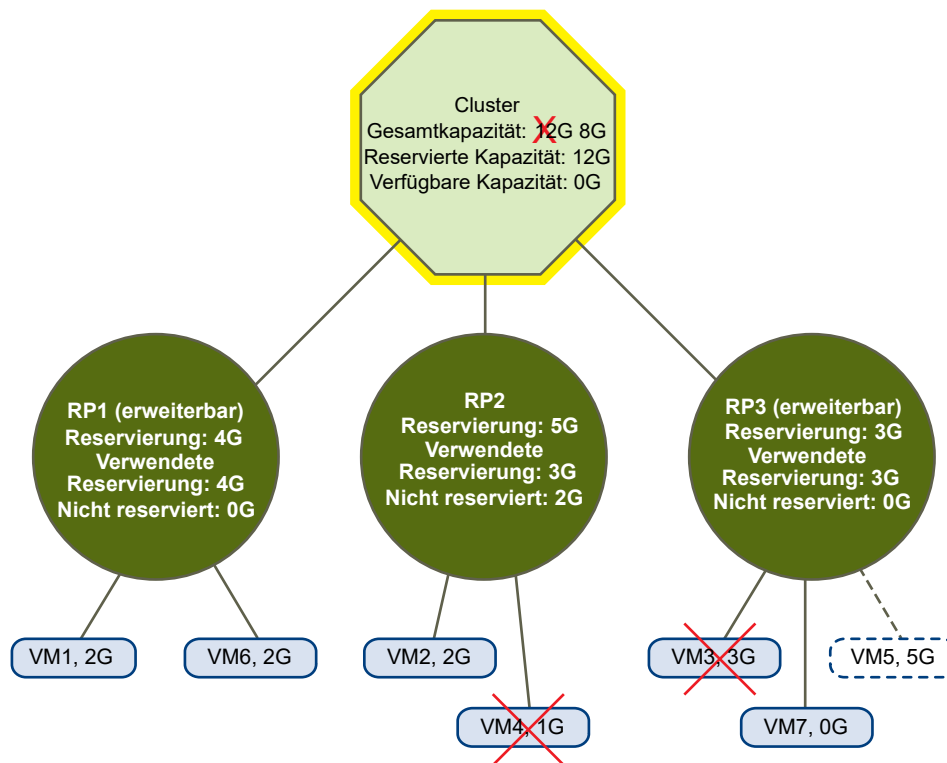 Cluster
Gesamtkapazität: 12G 8G
Reservierte Kapazität: 12G
Verfügbare Kapazität: 0G
RP1 (erweiterbar)
Reservierung: 4G
Verwendete
Reservierung: 4G
Nicht reserviert: 0G
RP2
Reservierung: 5G
Verwendete
Reservierung: 3G
Nicht reserviert: 2G
RP3 (erweiterbar)
Reservierung: 3G
Verwendete
Reservierung: 3G
Nicht reserviert: 0G
VM1, 2G
VM6, 2G
VM2, 2G
VM3, 3G
VM5, 5G
VM4, 1G
VM7, 0G